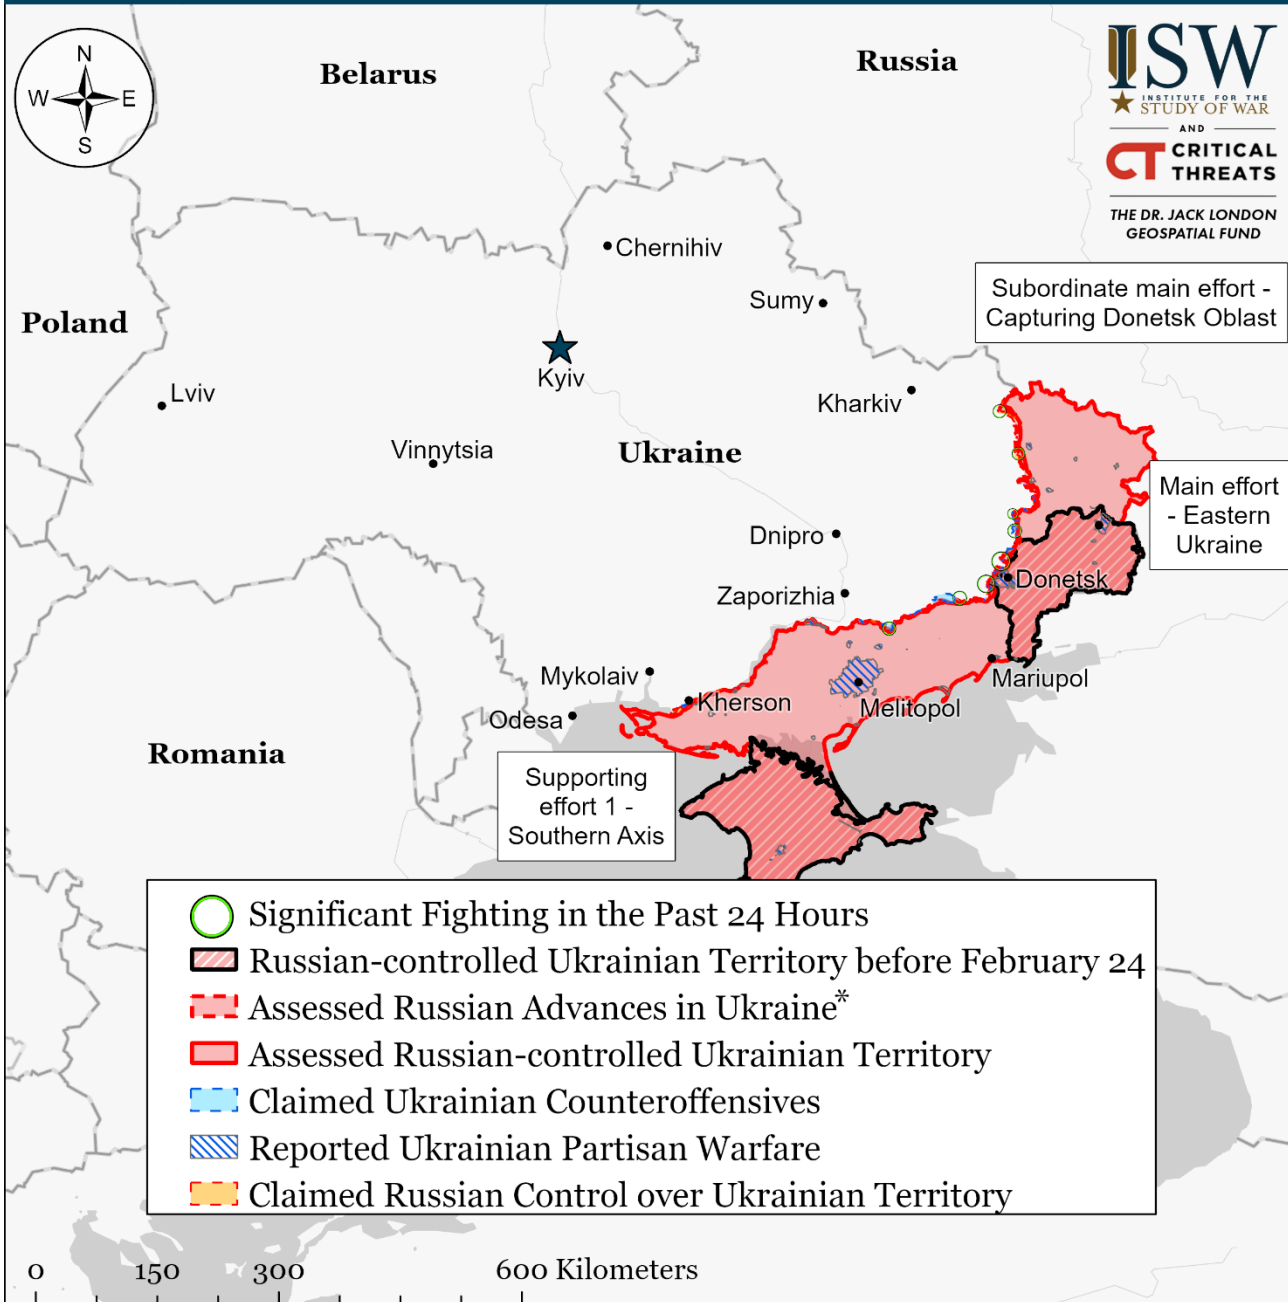 N
W
E
S
Belarus
Russia
ISW
INSTITUTE FOR THE
STUDY OF WAR
AND
CT CRITICAL
THREATS
THE DR. JACK LONDON
GEOSPATIAL FUND
Chernihiv
Subordinate main effort -
Capturing Donetsk Oblast
Sumy
Poland
Kyiv
Lviv
Kharkiv
Vinnytsia
Ukraine
Main effort
- Eastern
Ukraine
Dnipro
Donetsk
Zaporizhia
Mykolaiv
Mariupol
Kherson
Melitopol
Odesa
Romania
Supporting
effort 1 -
Southern Axis
Significant Fighting in the Past 24 Hours
Russian-controlled Ukrainian Territory before February 24
Assessed Russian Advances in Ukraine*
Assessed Russian-controlled Ukrainian Territory
Claimed Ukrainian Counteroffensives
Reported Ukrainian Partisan Warfare
Claimed Russian Control over Ukrainian Territory
0 150 300 600 Kilometers